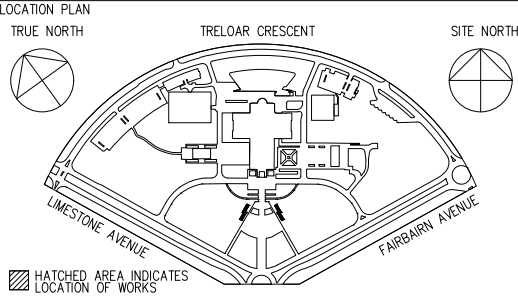 LOCATION PLAN
TRUE NORTH
TRELOAR CRESCENT
SITE NORTH
LIMESTONE AVENUE
FAIRBAIRN AVENUE
HATCHED AREA INDICATES
LOCATION OF WORKS